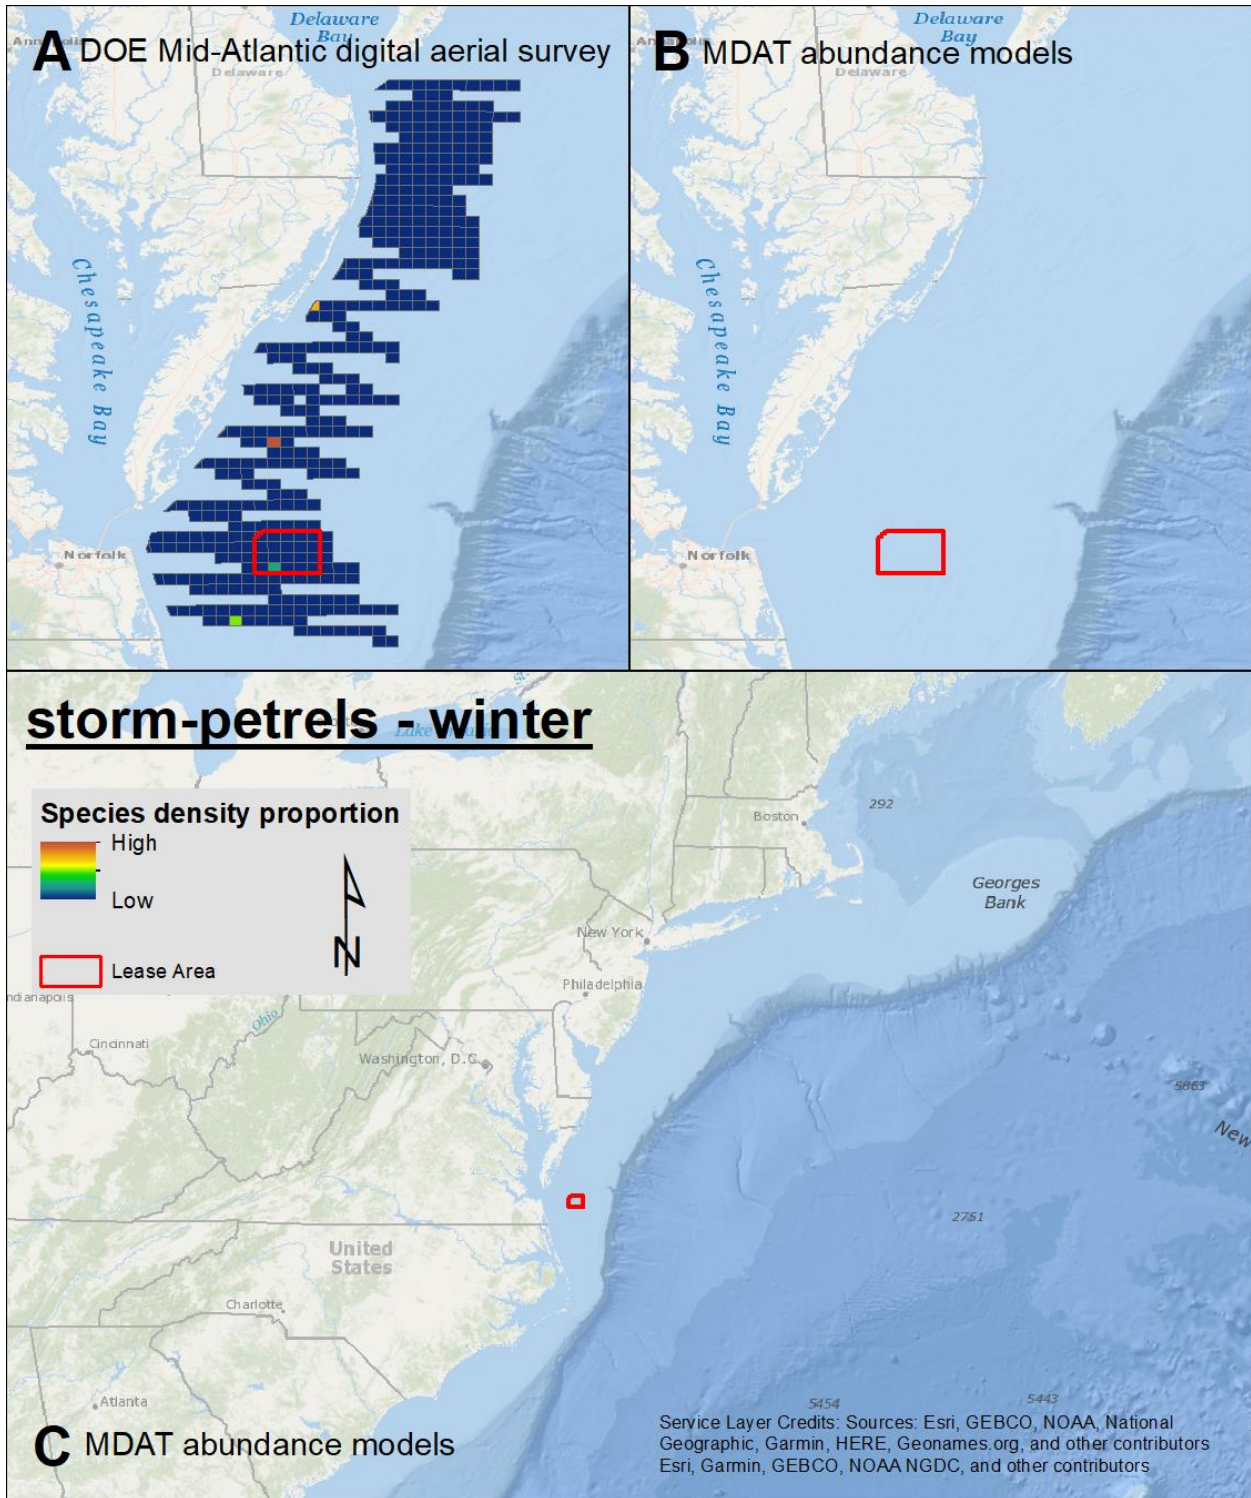 A DOE Mid-Atlantic digital aerial survey
Delaware
Bay
Delaware
Chesapeake Bay
Norfolk
B MDAT abundance models
Delaware
Bay
Delaware
Chesapeake Bay
Norfolk
storm-petrels - winter
Species density proportion
High
Low
Lease Area
N
292
Boston
Georges
Bank
New York
Philadelphia
Ohio
Cincinnati
Washington, D.C.
5863
New
2751
United
States
Charlotte
Atlanta
5454
5443
C MDAT abundance models
Service Layer Credits: Sources: Esri, GEBCO, NOAA, National
Geographic, Garmin, HERE, Geonames.org, and other contributors
Esri, Garmin, GEBCO, NOAA NGDC, and other contributors